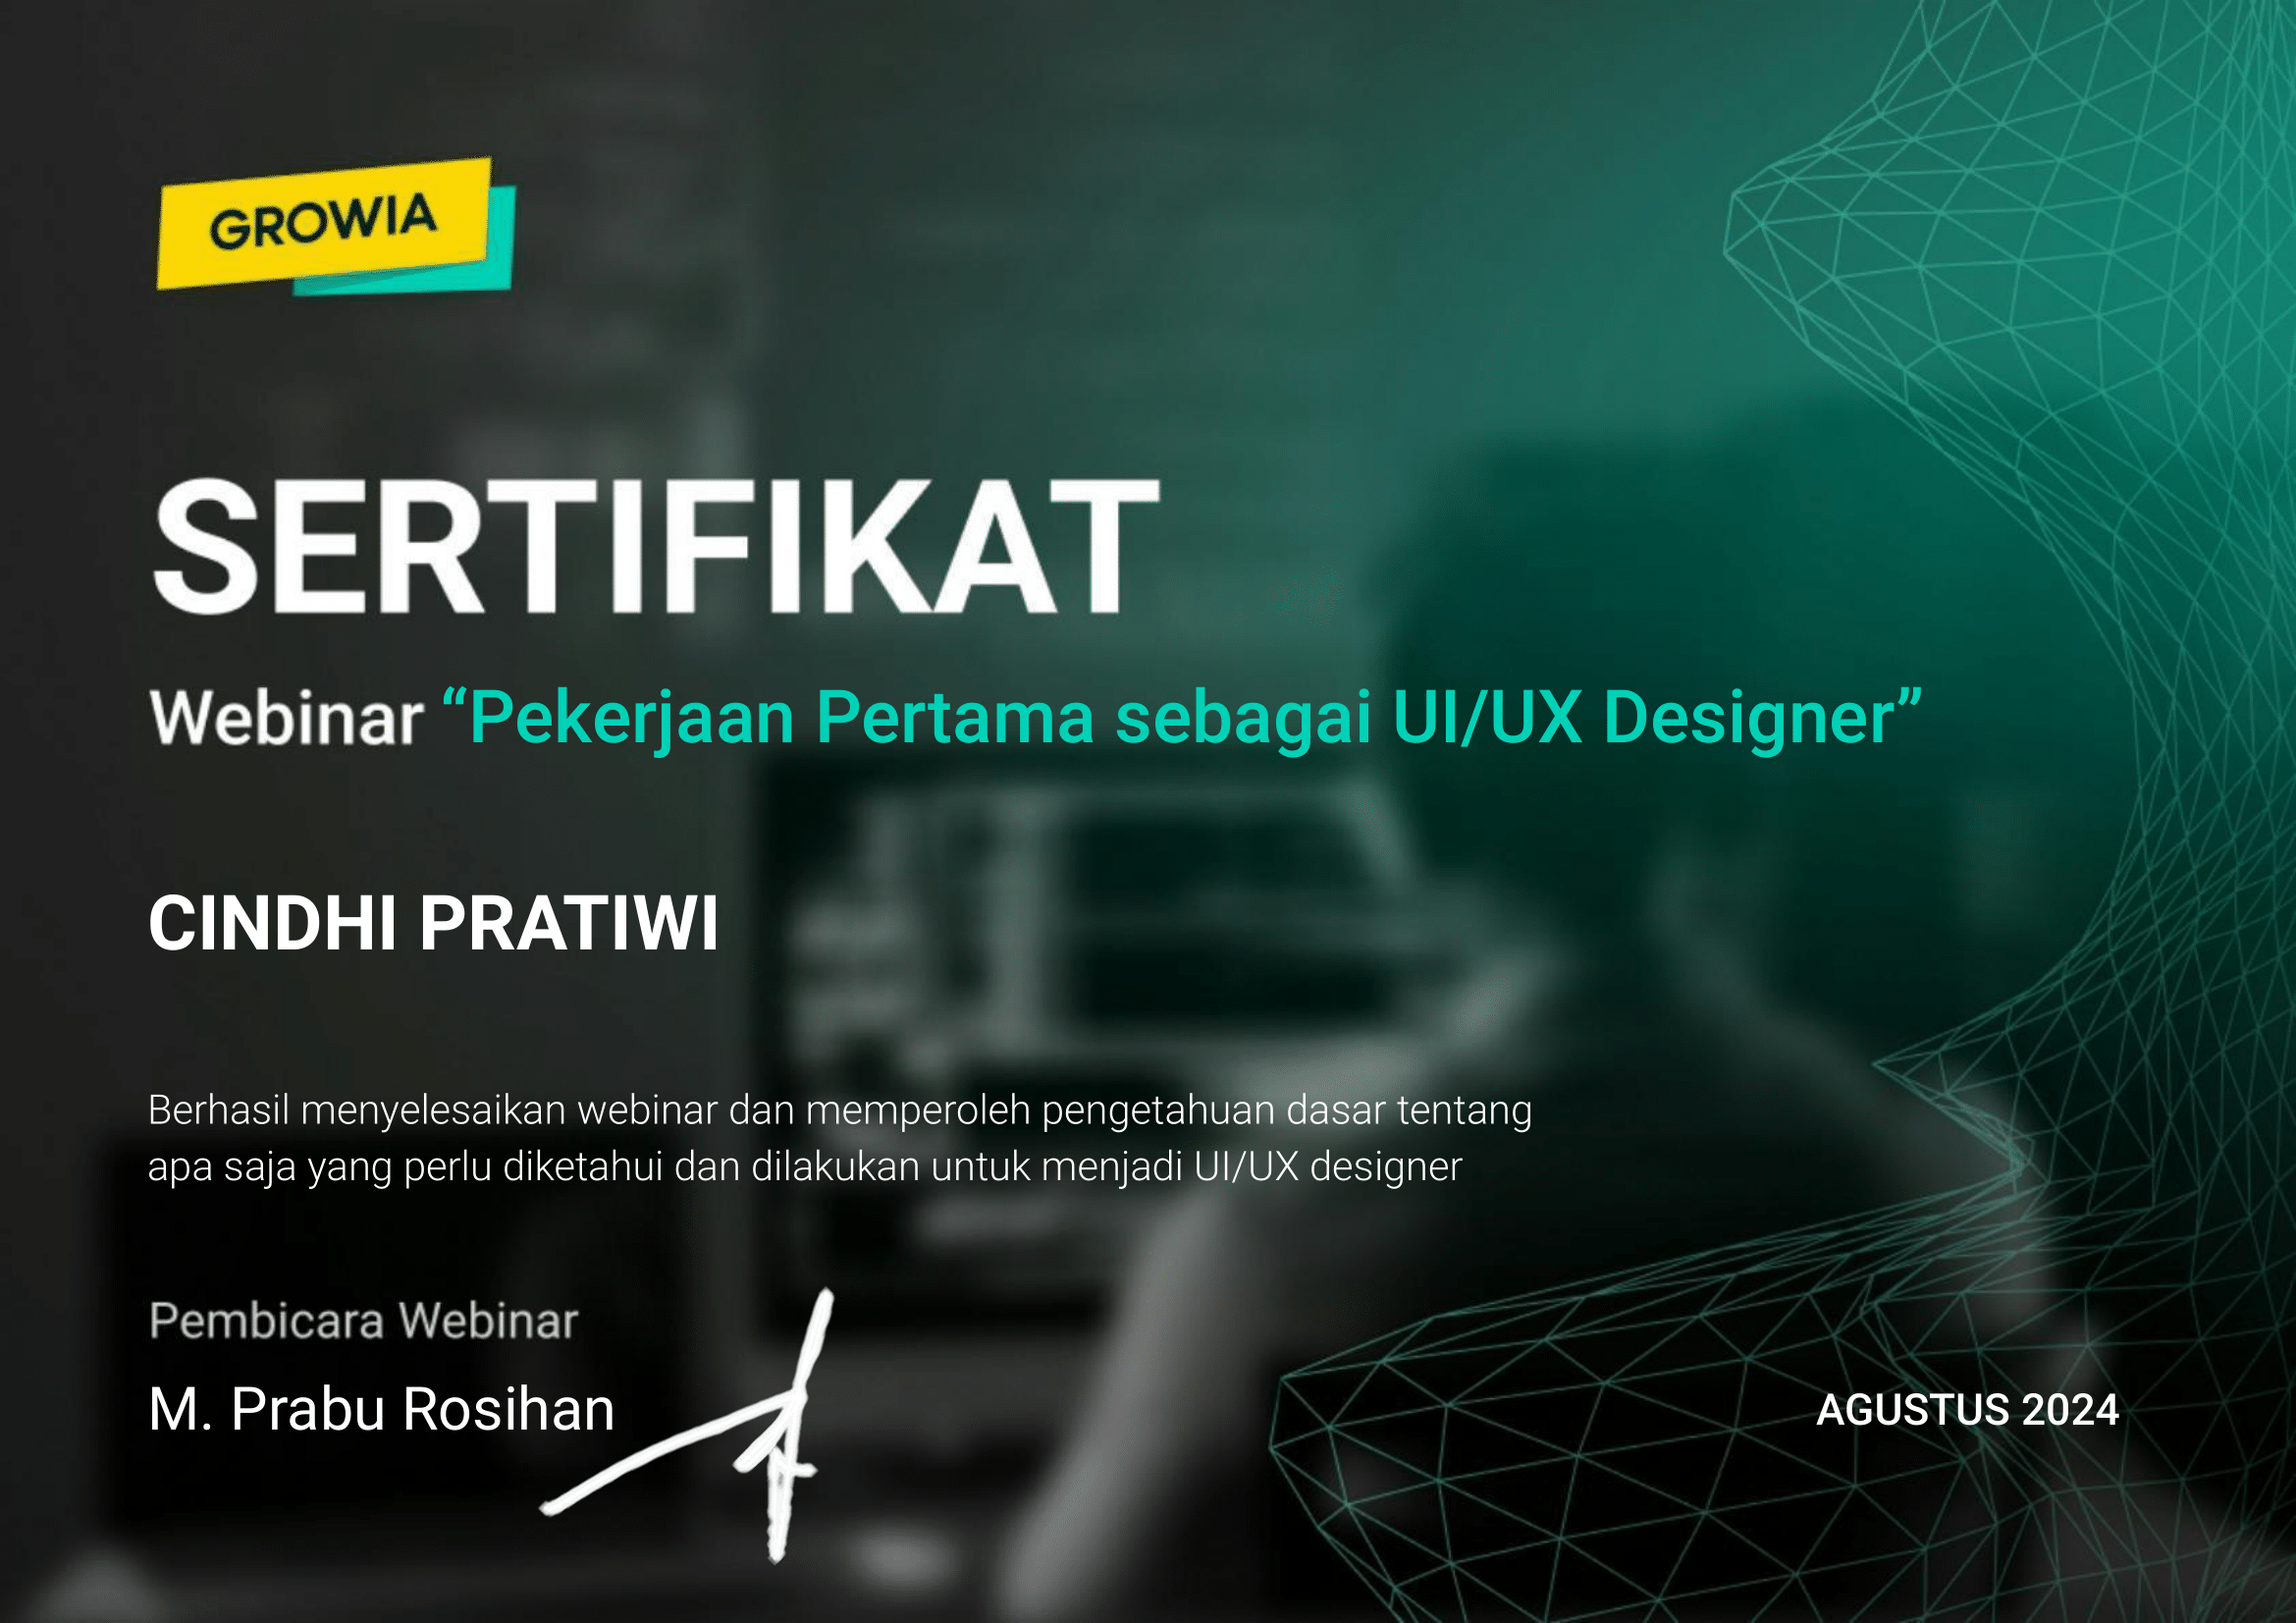 GROWIA
SERTIFIKAT
Webinar “Pekerjaan Pertama sebagai UI/UX Designer”
CINDHI PRATIWI
Berhasil menyelesaikan webinar dan memperoleh pengetahuan dasar tentang
apa saja yang perlu diketahui dan dilakukan untuk menjadi UI/UX designer
Pembicara Webinar
M. Prabu Rosihan
AGUSTUS 2024